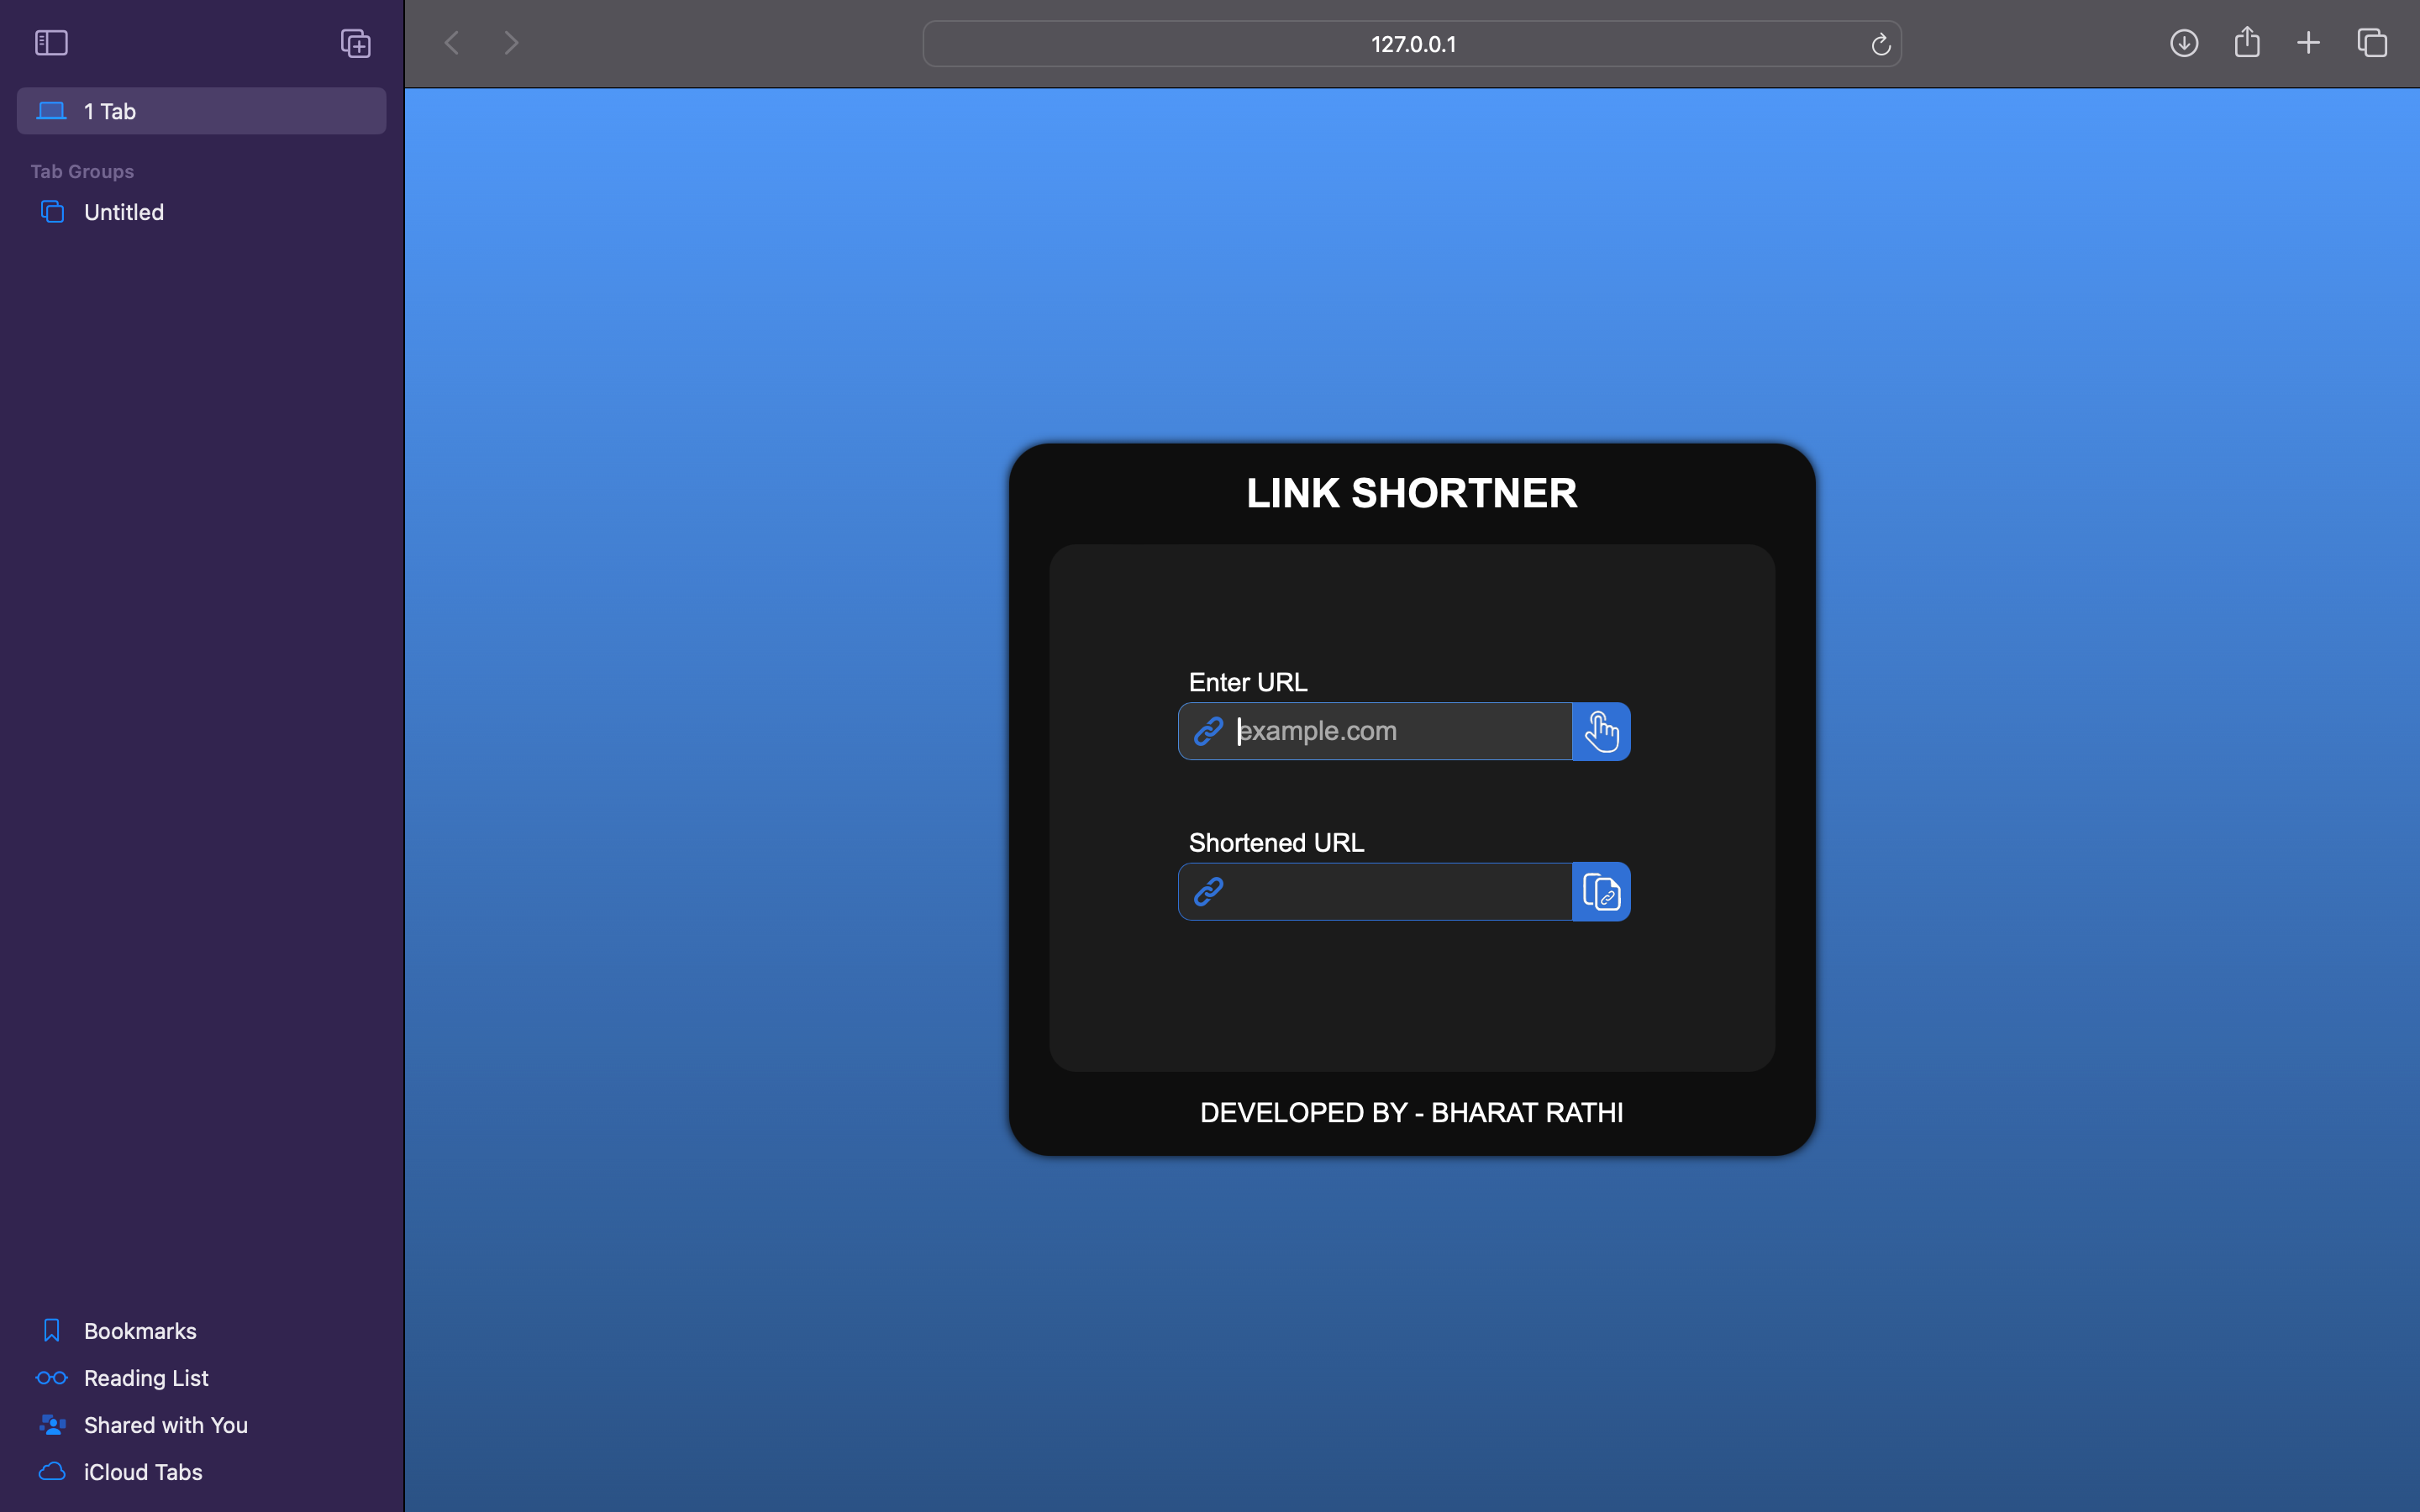 1 Tab
Tab Groups
Untitled
Bookmarks
Reading List
Shared with You
iCloud Tabs
127.0.0.1
LINK SHORTNER
Enter URL
example.com
Shortened URL
DEVELOPED BY - BHARAT RATHI